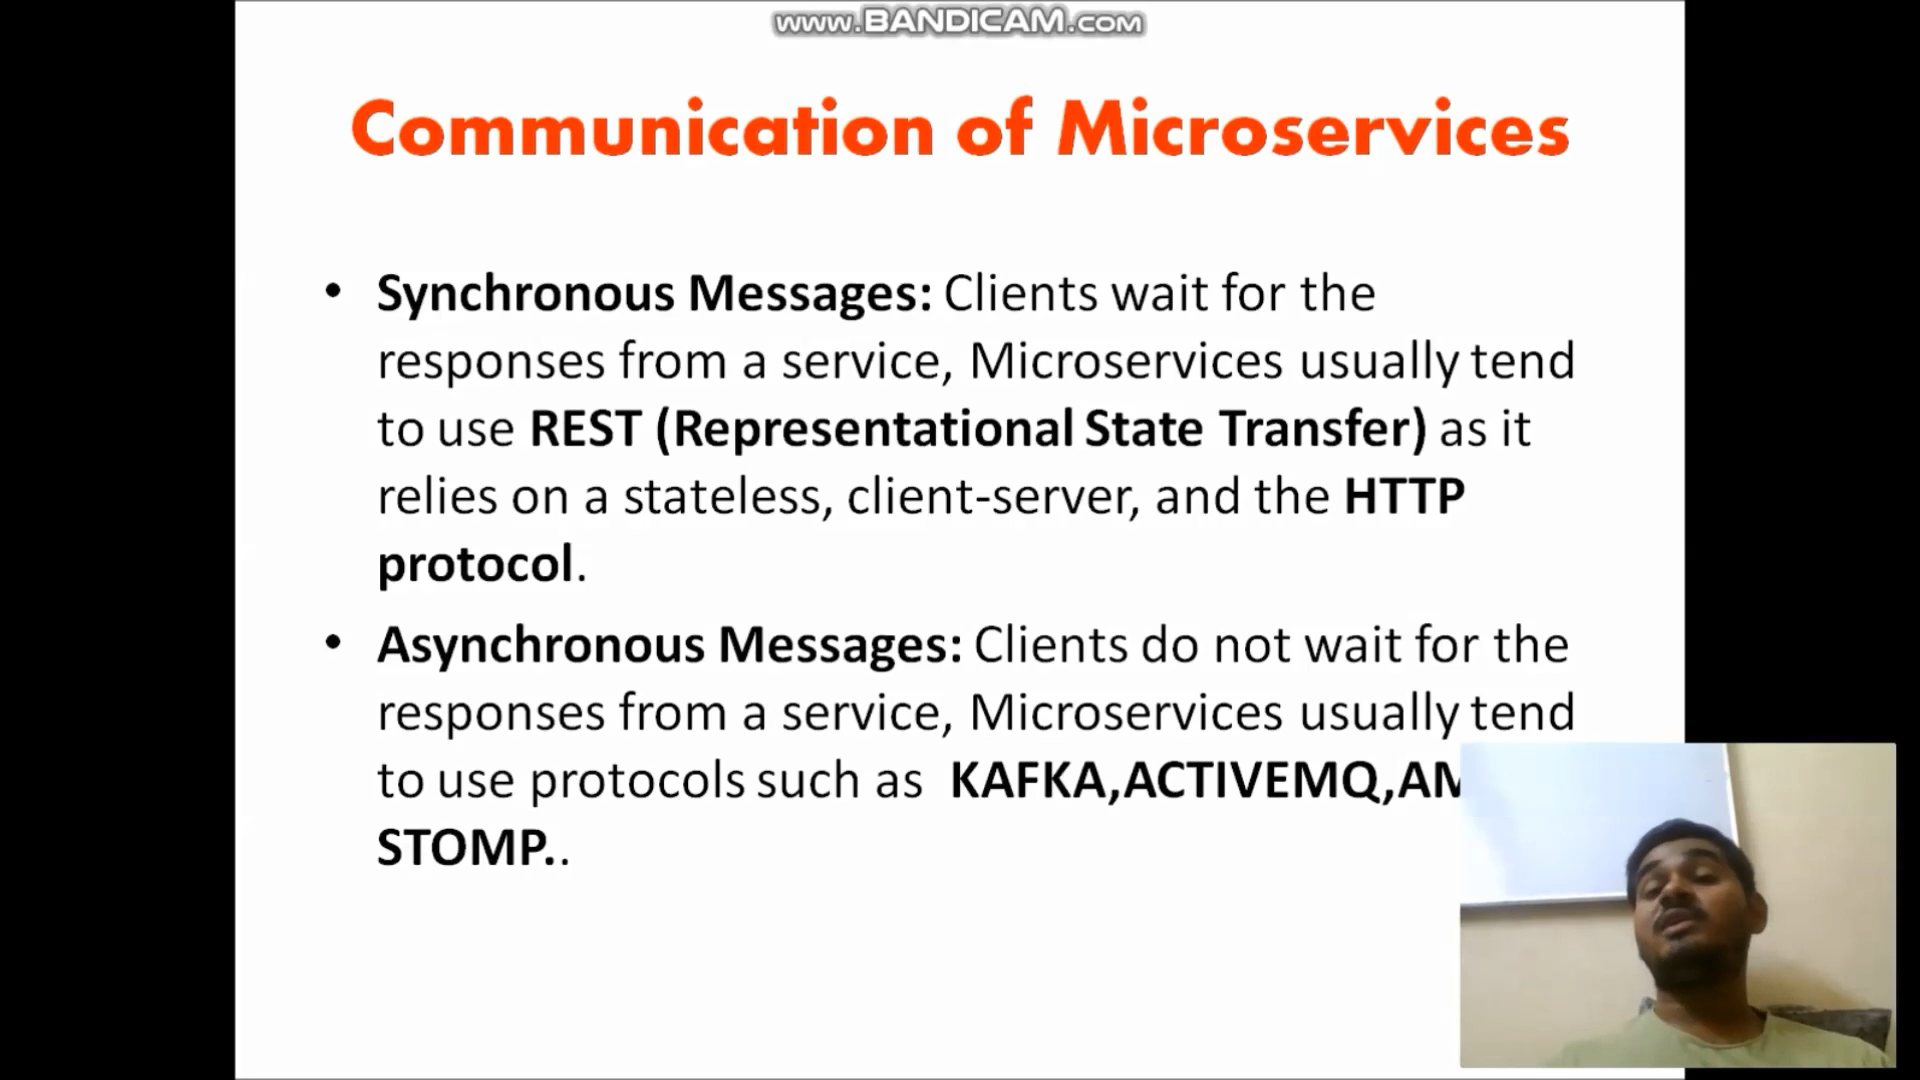 www.BANDICAM.com
Communication of Microservices
• Synchronous Messages: Clients wait for the
responses from a service, Microservices usually tend
to use REST (Representational State Transfer) as it
relies on a stateless, client-server, and the HTTP
protocol.
• Asynchronous Messages: Clients do not wait for the
responses from a service, Microservices usually tend
to use protocols such as KAFKA,ACTIVEMQ,
STOMP..